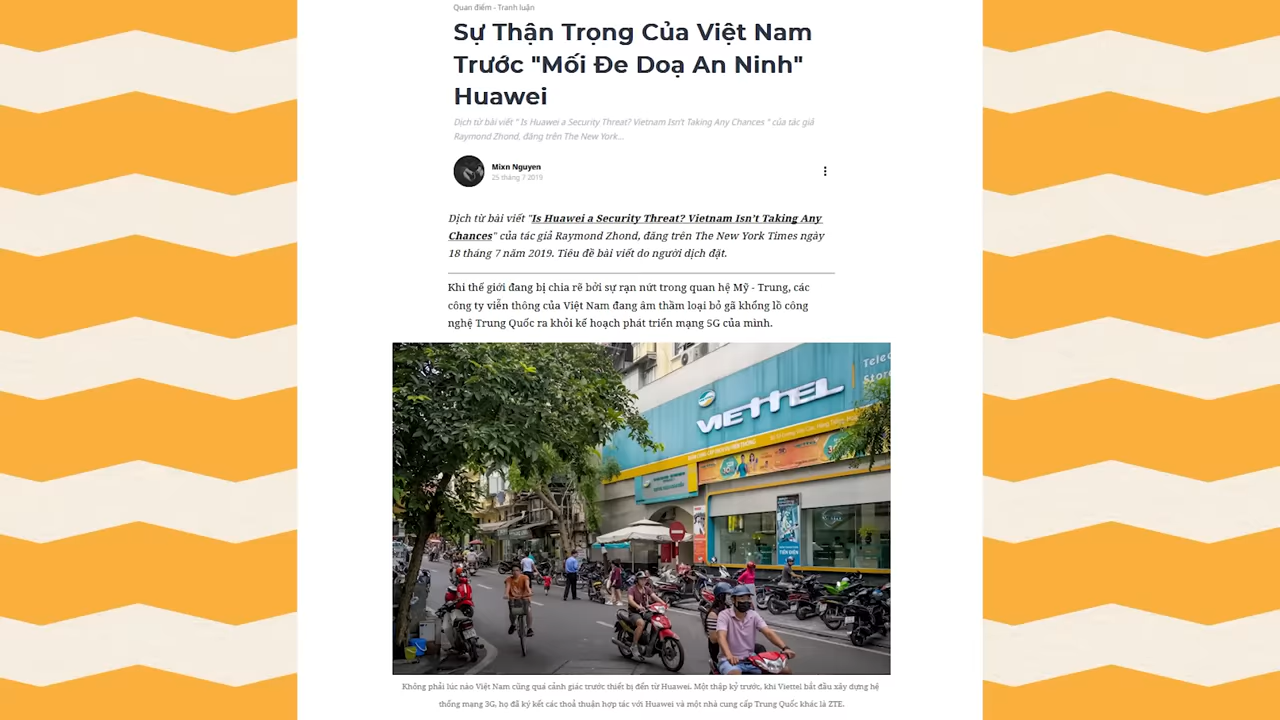 Quan điểm - Tranh luận
Sự Thận Trọng Của Việt Nam
Trước "Mối Đe Doạ An Ninh"
Huawei
Dịch từ bài viết " Is Huawei a Security Threat? Vietnam Isn't Taking Any Chances " của tác giả
Raymond Zhond, đăng trên The New York...
Mixn Nguyen
25 tháng 7 2019
Dịch từ bài viết "Is Huawei a Security Threat? Vietnam Isn't Taking Any
Chances" của tác giả Raymond Zhond, đăng trên The New York Times ngày
18 tháng 7 năm 2019. Tiêu đề bài viết do người dịch đặt.
Khi thế giới đang bị chia rẽ bởi sự rạn nứt trong quan hệ Mỹ - Trung, các
công ty viễn thông của Việt Nam đang âm thầm loại bỏ gã khổng lồ công
nghệ Trung Quốc ra khỏi kế hoạch phát triển mạng 5G của mình.
Store
VIETTEL
Không phải lúc nào Việt Nam cũng quá cảnh giác trước thiết bị đến từ Huawei. Một thập kỷ trước, khi Viettel bắt đầu xây dựng hệ
thống mạng 3G, họ đã ký kết các thoả thuận hợp tác với Huawei và một nhà cung cấp Trung Quốc khác là ZTE.